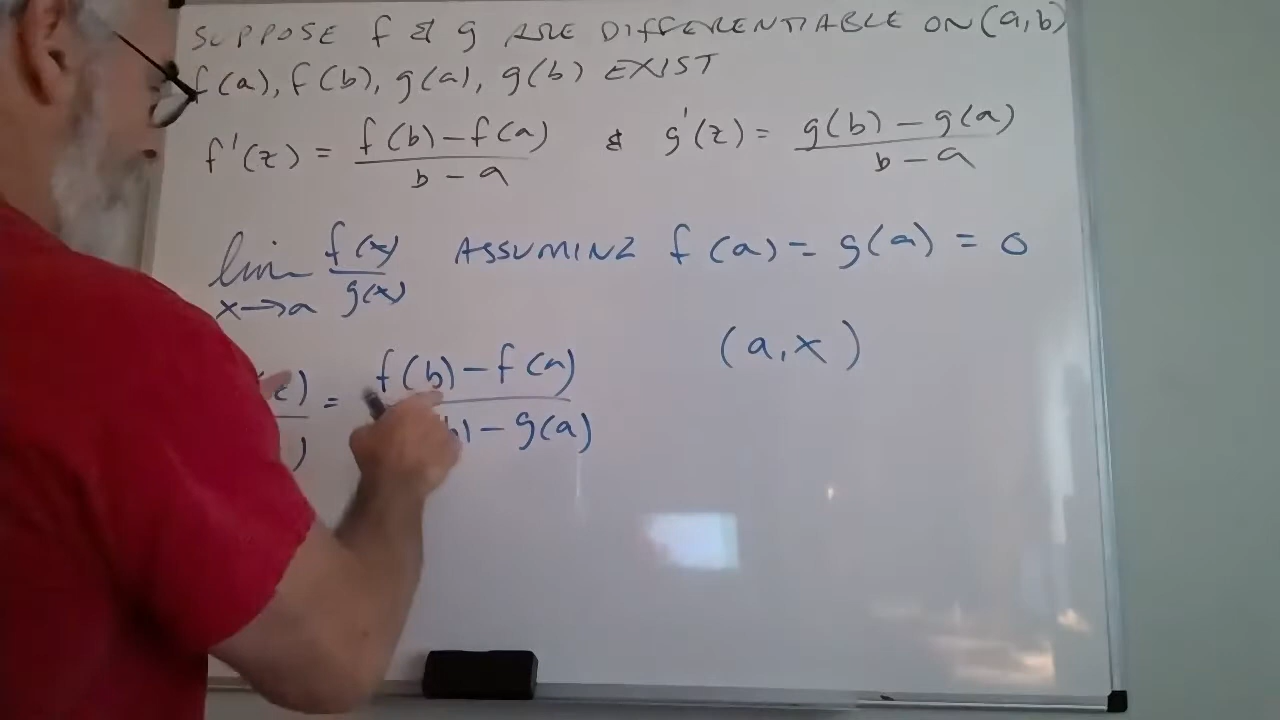 SUPPOSE f & g ARE DIFFERENTIABLE ON (a,b)
f(a), f(b), g(a), g(b) EXIST
f'(z) = f(b) - f(a) / b - a & g'(z) = g(b) - g(a) / b - a
lim x→a f(x) / g(x) ASSUMING f(a) = g(a) = 0
(a,x)
= f(b) - f(a) / - g(a)